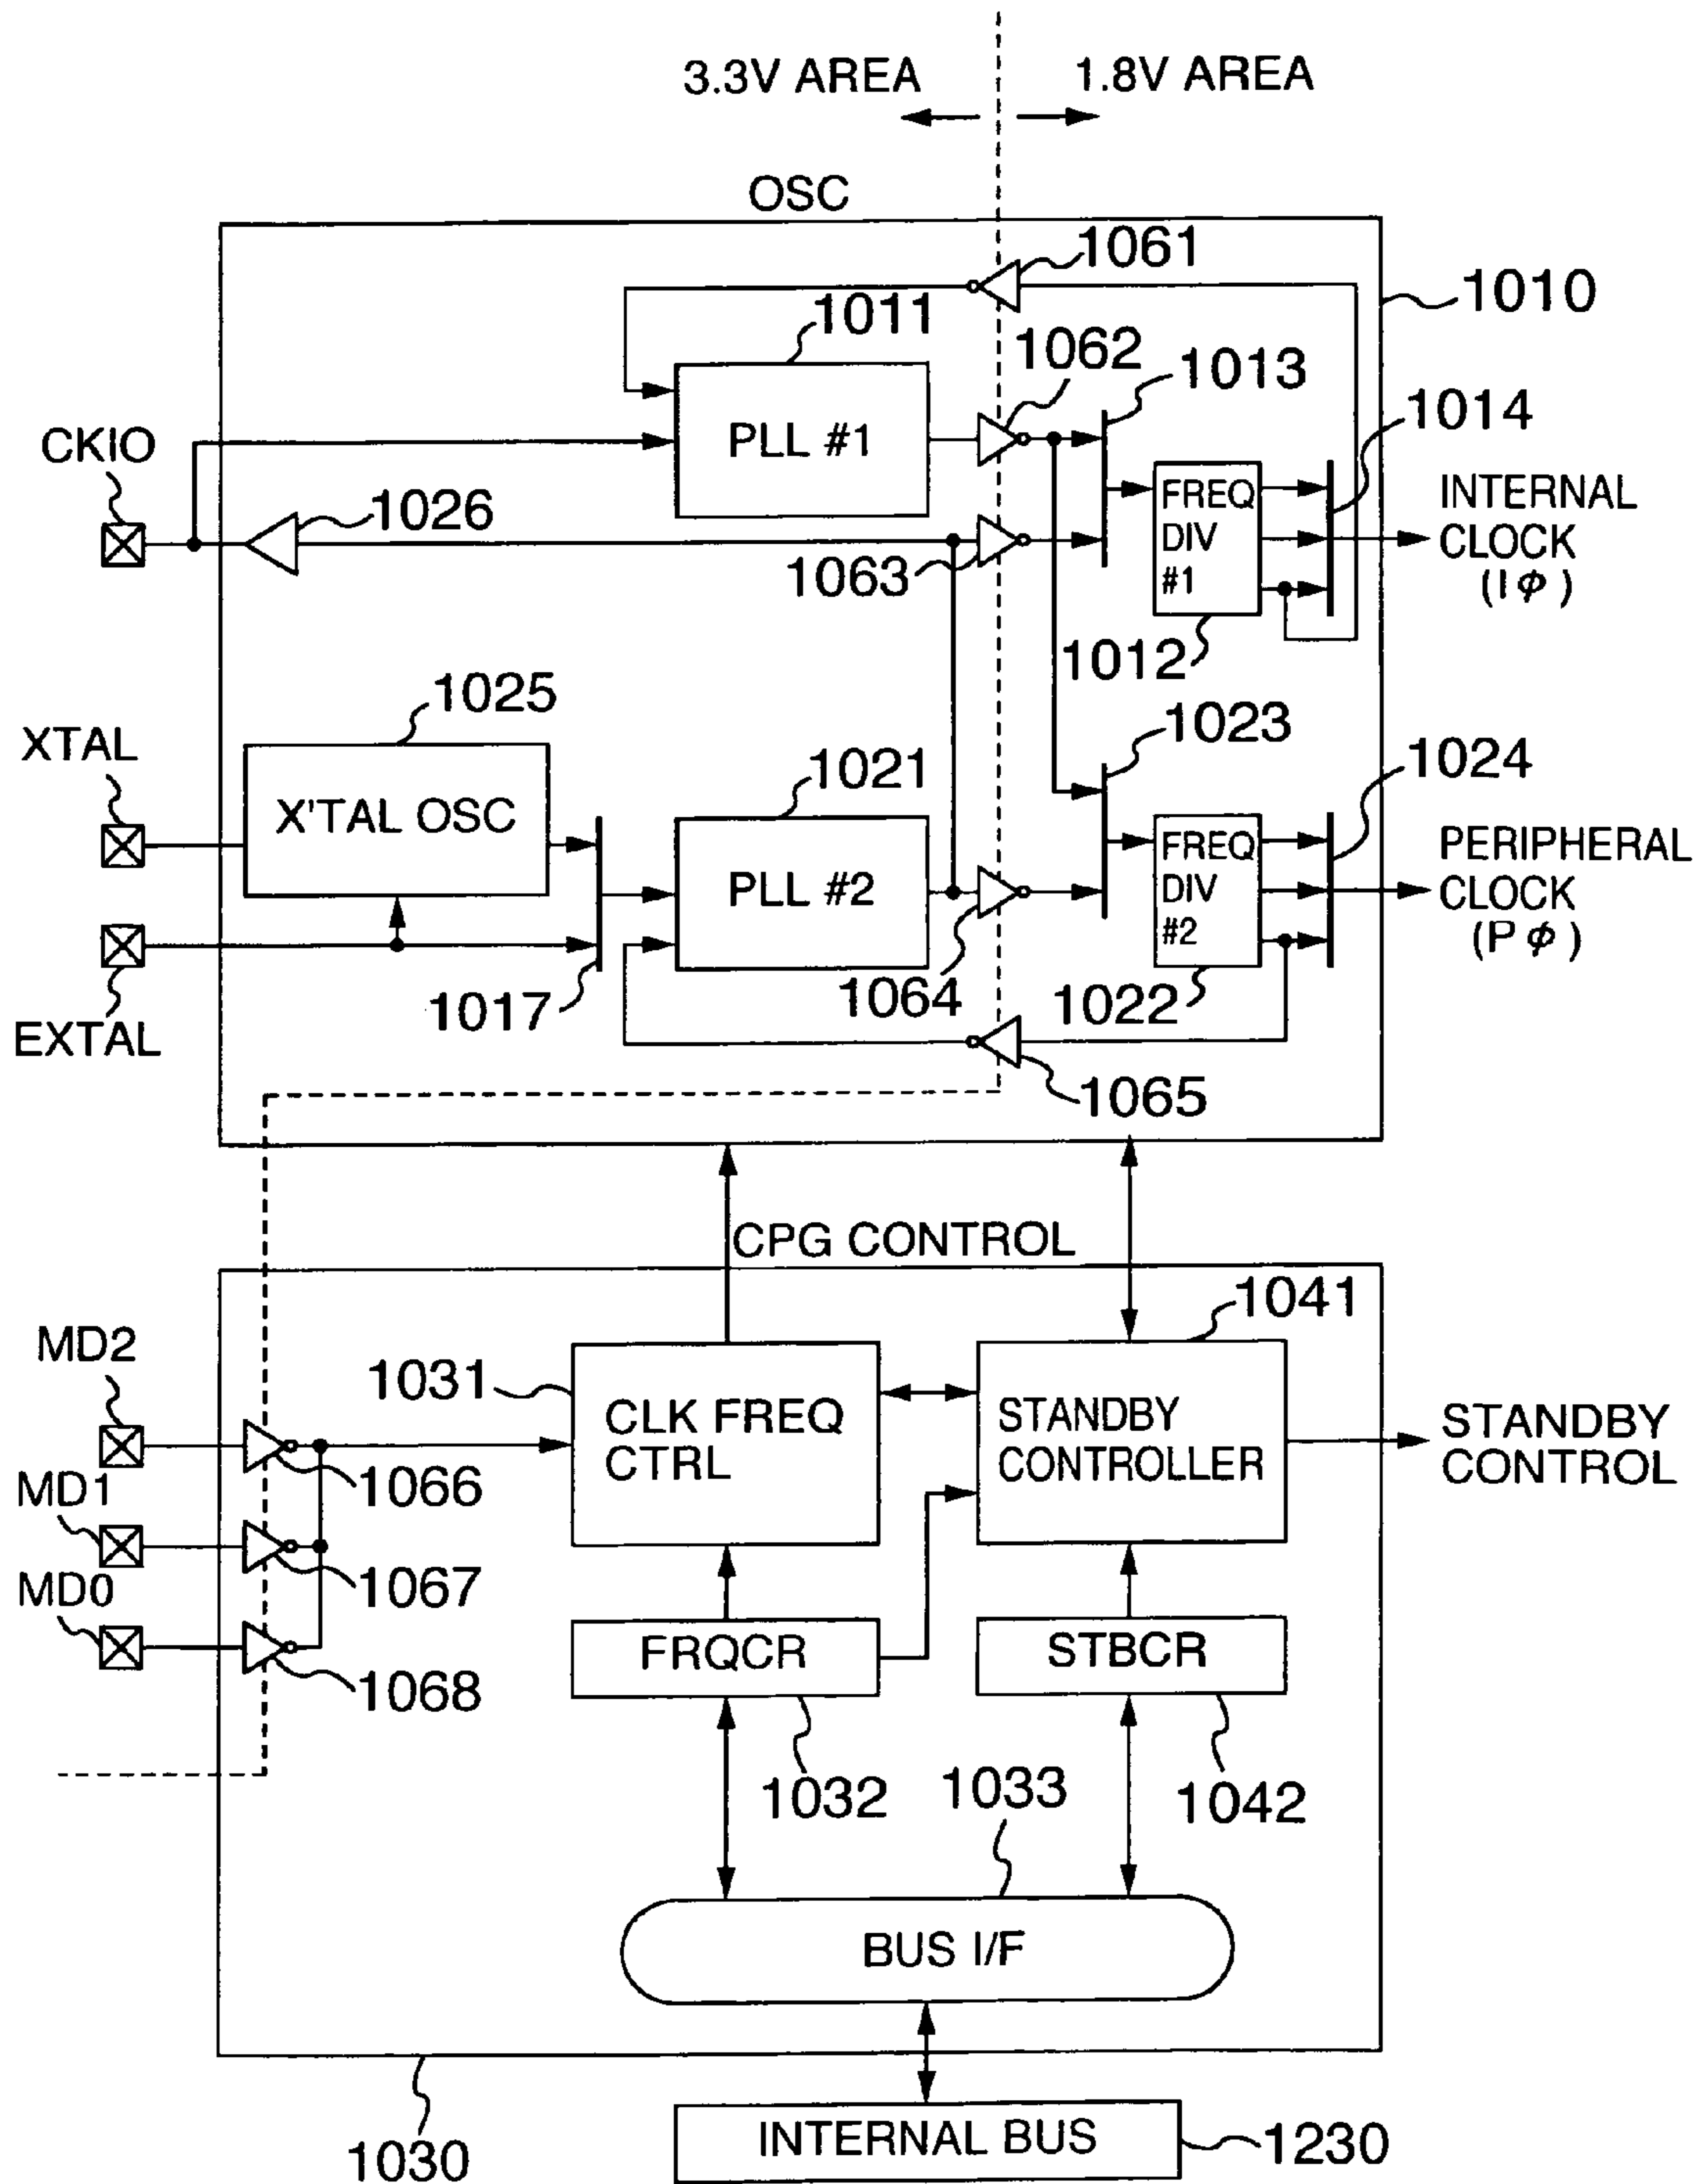 3.3V AREA
1.8V AREA
OSC
1061
1010
1011
1062
1013
1014
CKIO
PLL #1
1026
FREQ
DIV
#1
INTERNAL
CLOCK
(Iφ)
1063
1012
1025
1023
XTAL
1021
1024
X'TAL OSC
PLL #2
FREQ
DIV
#2
PERIPHERAL
CLOCK
(Pφ)
1017
1064
1022
EXTAL
1065
CPG CONTROL
1041
MD2
1031
CLK FREQ
CTRL
STANDBY
CONTROLLER
STANDBY
CONTROL
1066
MD1
1067
MD0
FRQCR
STBCR
1068
1032
1033
1042
BUS I/F
1030
INTERNAL BUS
1230